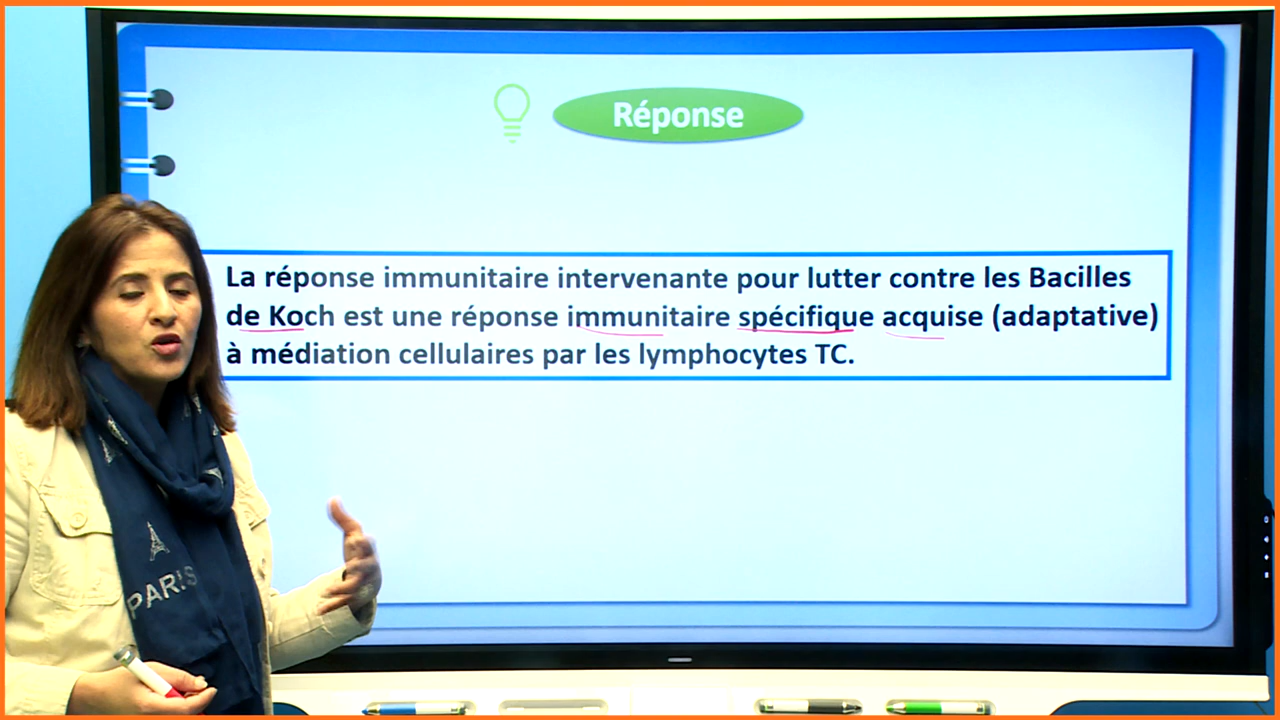 Réponse
La réponse immunitaire intervenante pour lutter contre les Bacilles
de Koch est une réponse immunitaire spécifique acquise (adaptative)
à médiation cellulaires par les lymphocytes TC.
PARIS